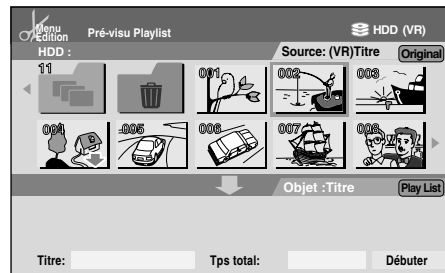 Menu
Edition
Pré-visu Playlist
HDD (VR)
HDD :
Source: (VR)Titre
Original
11
001
002
003
004
005
006
007
008
Objet :Titre
Play List
Titre:
Tps total:
Débuter